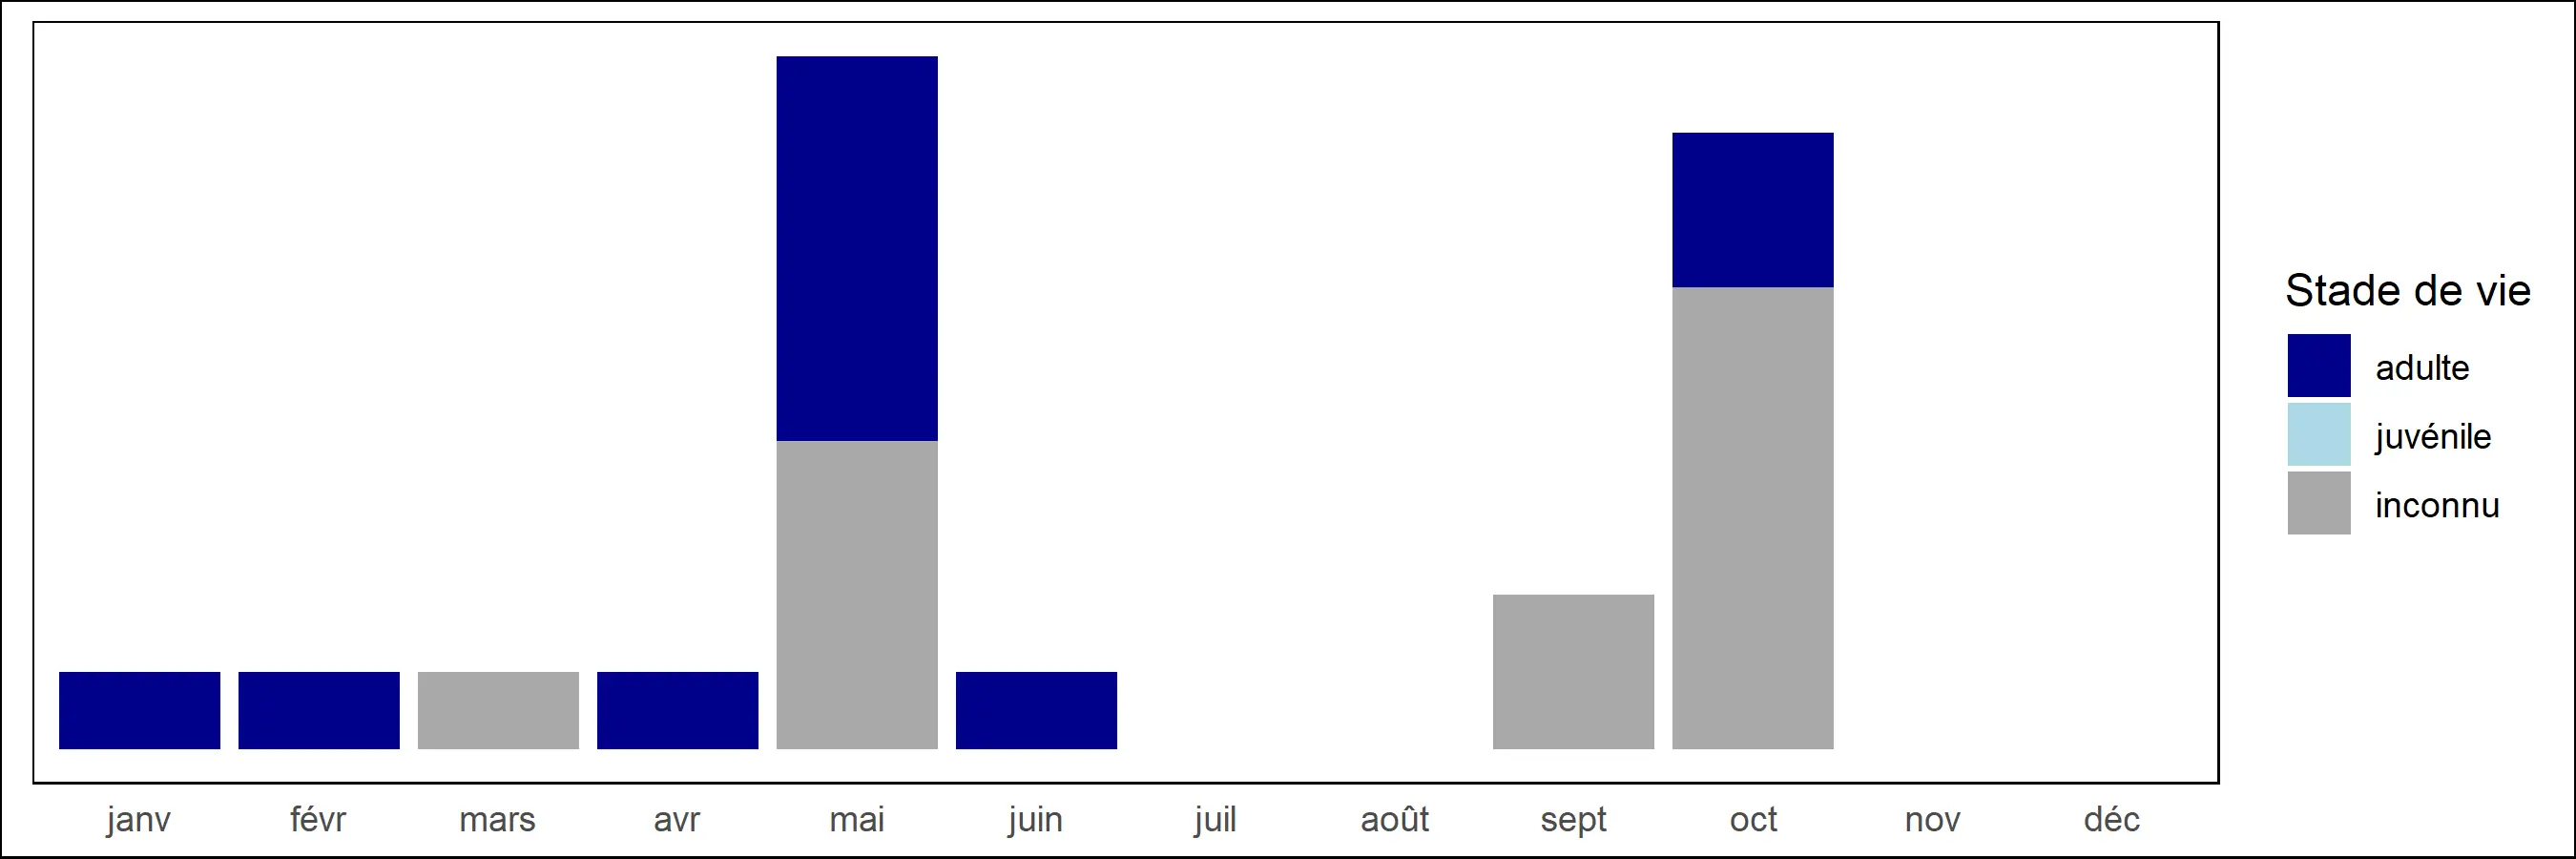 Stade de vie
adulte
juvénile
inconnu
janv févr mars avr mai juin juil août sept oct nov déc